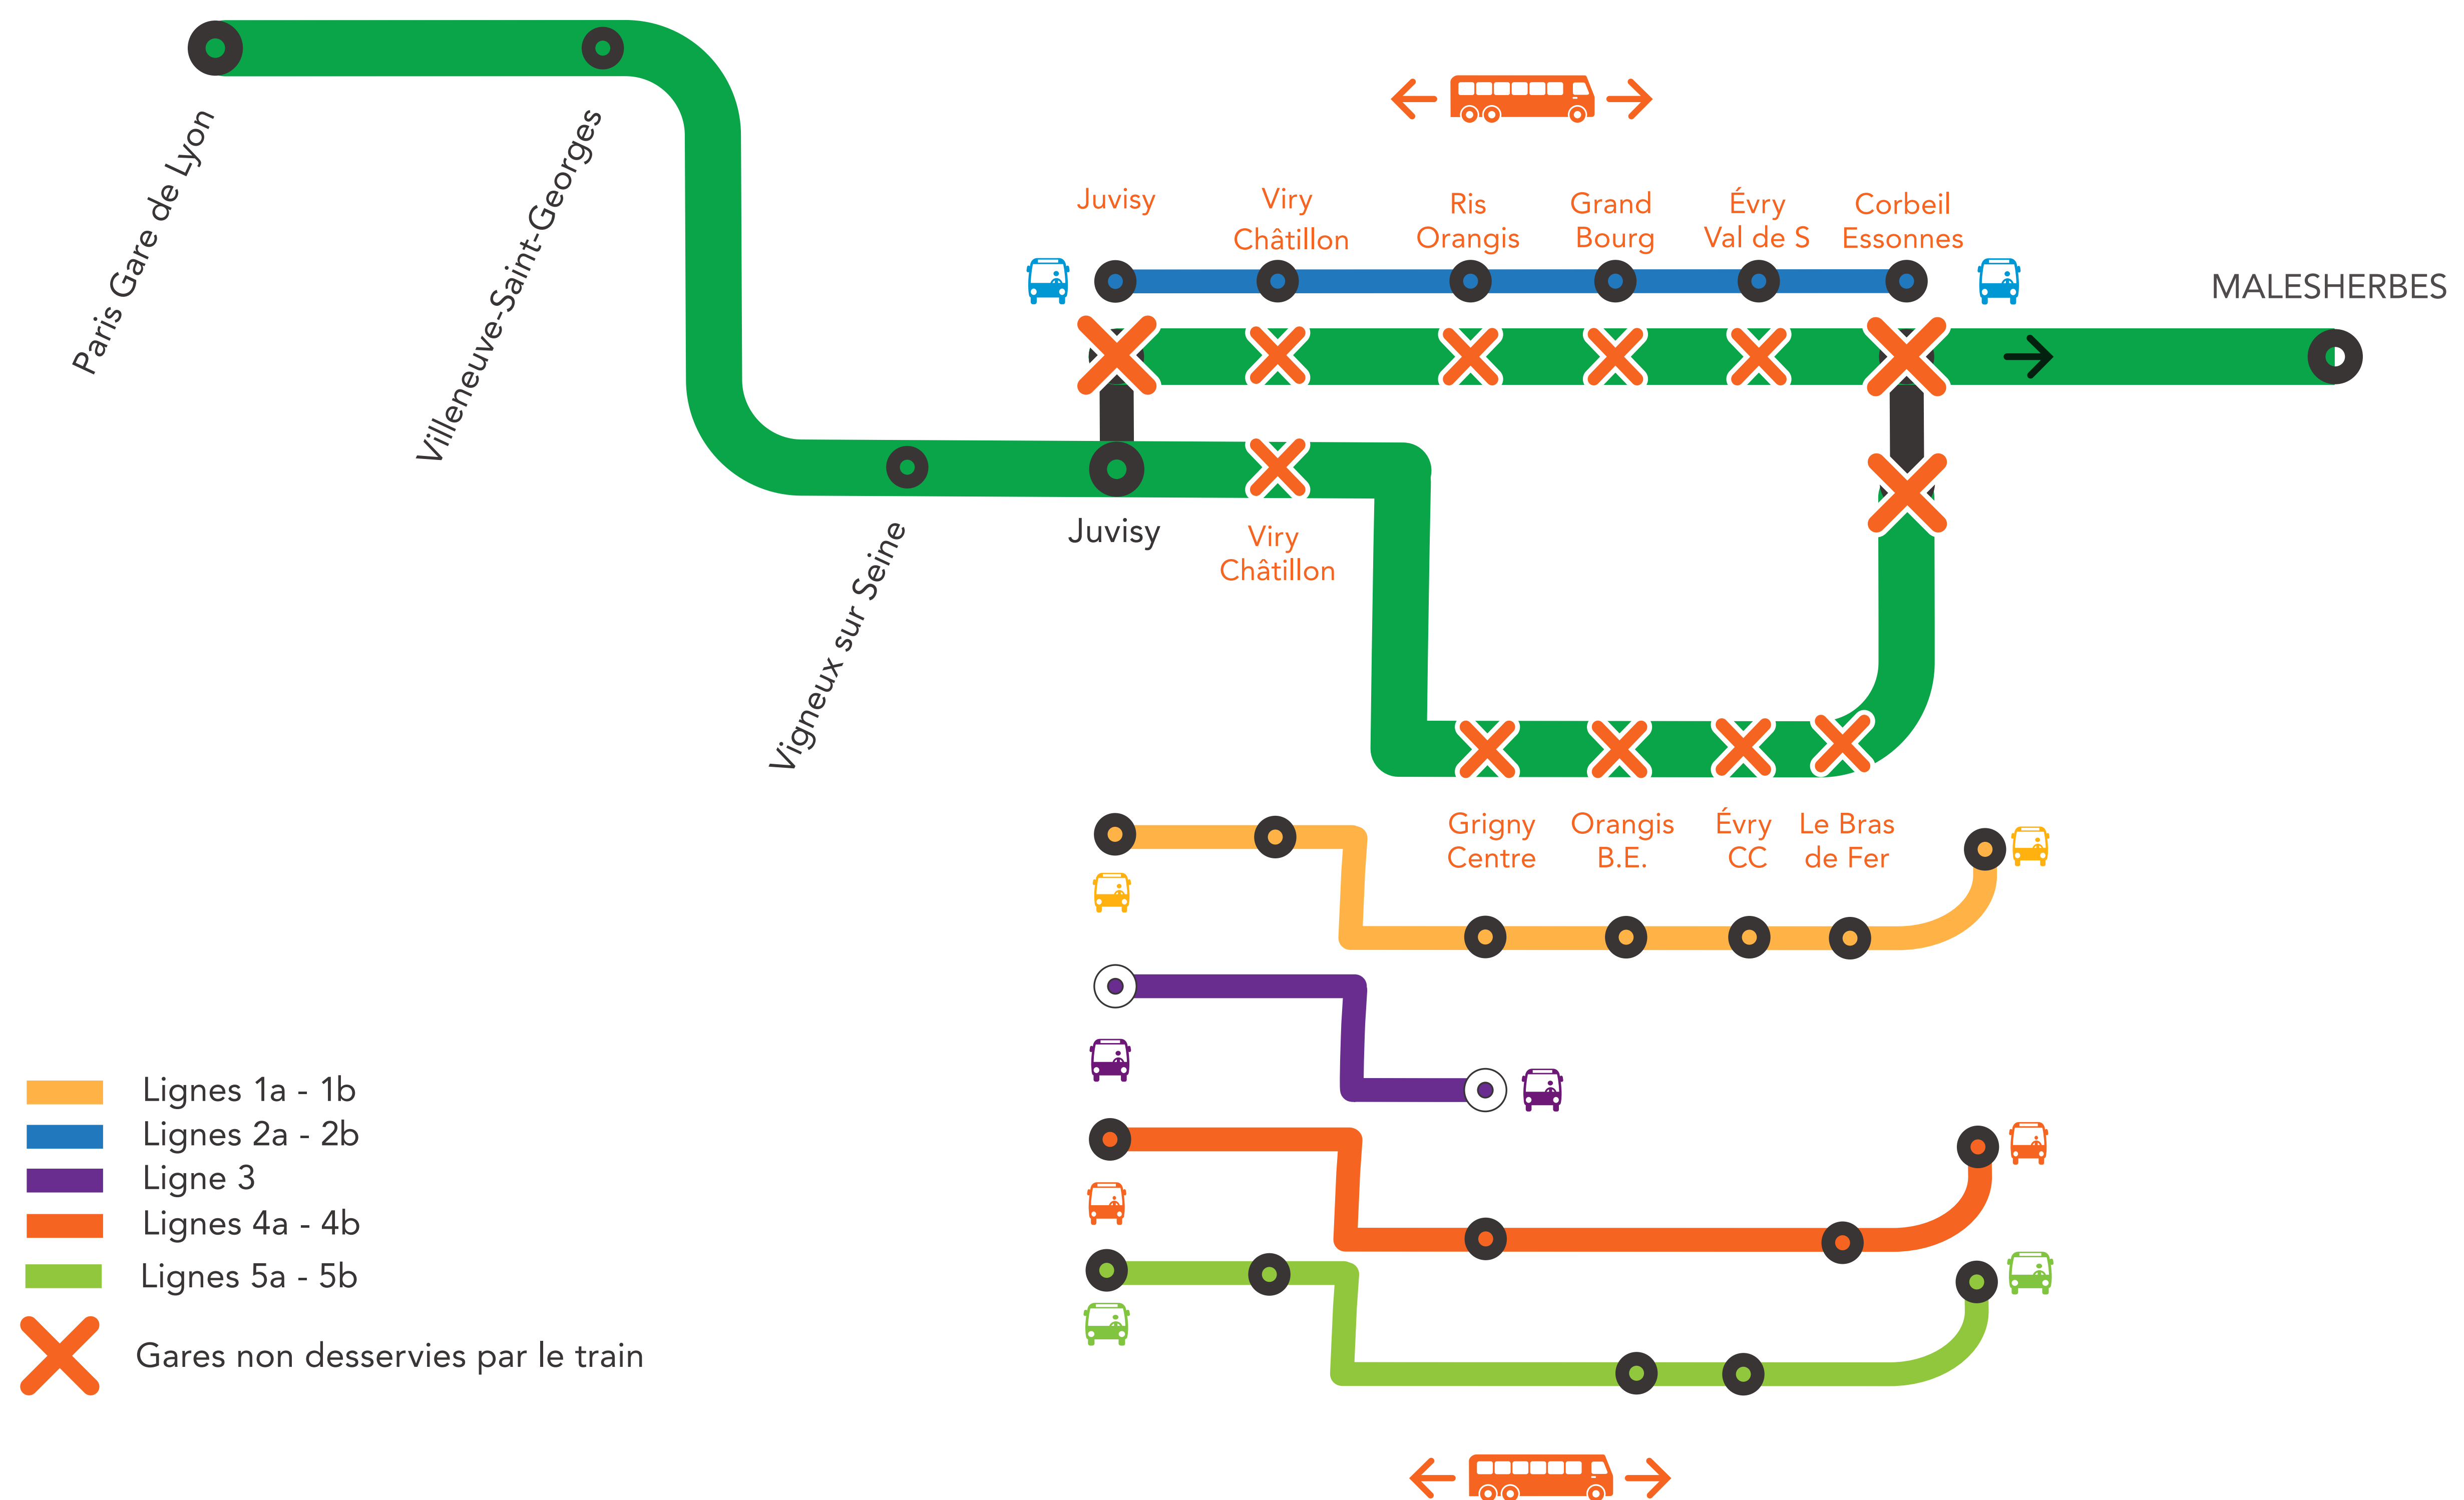 Paris Gare de Lyon
Villeneuve-Saint-Georges
Vigneux sur Seine
Juvisy
Viry
Châtillon
Ris
Orangis
Grand
Bourg
Évry
Val de S
Corbeil
Essonnes
MALESHERBES
Juvisy
Viry
Châtillon
Grigny
Centre
Orangis
B.E.
Évry
CC
Le Bras
de Fer
Lignes 1a - 1b
Lignes 2a - 2b
Ligne 3
Lignes 4a - 4b
Lignes 5a - 5b
Gares non desservies par le train